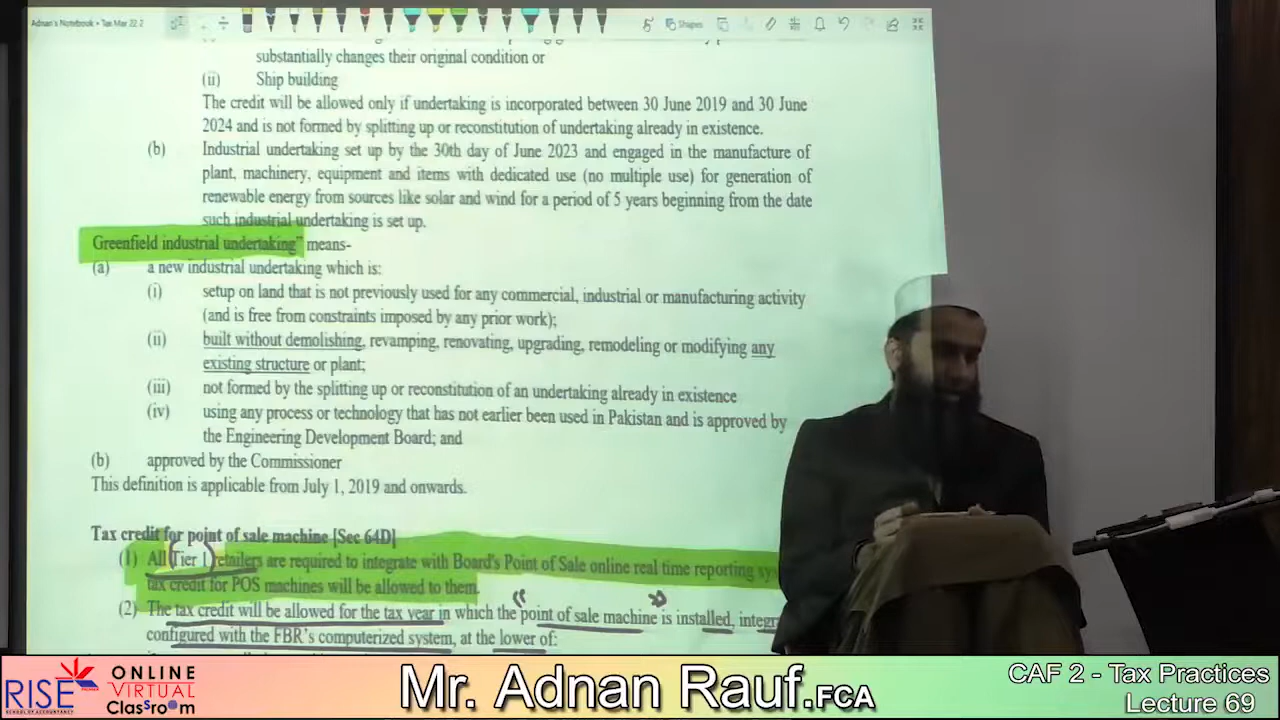 Adnan's Notebook • Tax Mar 22 2
Shapes
substantially changes their original condition or
(ii) Ship building
The credit will be allowed only if undertaking is incorporated between 30 June 2019 and 30 June
2024 and is not formed by splitting up or reconstitution of undertaking already in existence.
(b) Industrial undertaking set up by the 30th day of June 2023 and engaged in the manufacture of
plant, machinery, equipment and items with dedicated use (no multiple use) for generation of
renewable energy from sources like solar and wind for a period of 5 years beginning from the date
such industrial undertaking is set up.
Greenfield industrial undertaking" means-
(a) a new industrial undertaking which is:
(i) setup on land that is not previously used for any commercial, industrial or manufacturing activity
(and is free from constraints imposed by any prior work);
(ii) built without demolishing, revamping, renovating, upgrading, remodeling or modifying any
existing structure or plant;
(iii) not formed by the splitting up or reconstitution of an undertaking already in existence
(iv) using any process or technology that has not earlier been used in Pakistan and is approved by
the Engineering Development Board; and
(b) approved by the Commissioner
This definition is applicable from July 1, 2019 and onwards.
Tax credit for point of sale machine [Sec 64D]
(1) All Tier 1 retailers are required to integrate with Board's Point of Sale online real time reporting
tax credit for POS machines will be allowed to them.
(2) The tax credit will be allowed for the tax year in which the point of sale machine is installed,
configured with the FBR's computerized system, at the lower of:
RISE
SCHOOL OF ACCOUNTANCY
ONLINE
VIRTUAL
ClassRoom
Mr. Adnan Rauf.FCA
CAF 2 - Tax Practices
Lecture 69